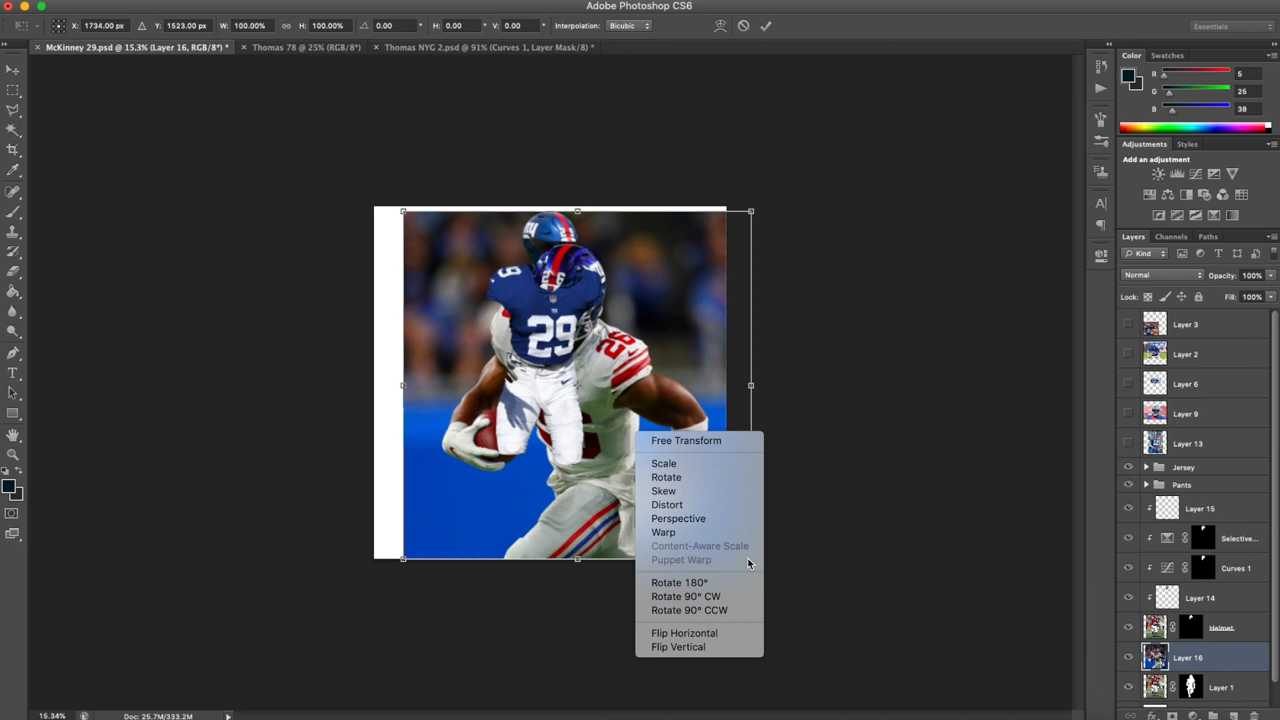 Adobe Photoshop CS6
X: 1734.00 px Y: 1523.00 px W: 100.00% H: 100.00% 0.00 ° H: 0.00 ° V: 0.00 ° Interpolation: Bicubic Essentials
× McKinney 29.psd @ 15.3% (Layer 16, RGB/8*) * × Thomas 78 @ 25% (RGB/8) × Thomas NYG 2.psd @ 91% (Curves 1, Layer Mask/8) *
Color Swatches
R 5
G 25
B 38
Adjustments Styles
Add an adjustment
Layers Channels Paths
Kind
Normal Opacity: 100%
Lock: Fill: 100%
Layer 3
Layer 2
Layer 6
Layer 9
Layer 13
Jersey
Pants
Layer 15
Selective...
Curves 1
Layer 14
Helmet
Layer 16
Layer 1
ny
26
29
29
26
Free Transform
Scale
Rotate
Skew
Distort
Perspective
Warp
Content-Aware Scale
Puppet Warp
Rotate 180°
Rotate 90° CW
Rotate 90° CCW
Flip Horizontal
Flip Vertical
15.34% Doc: 25.7M/333.2M